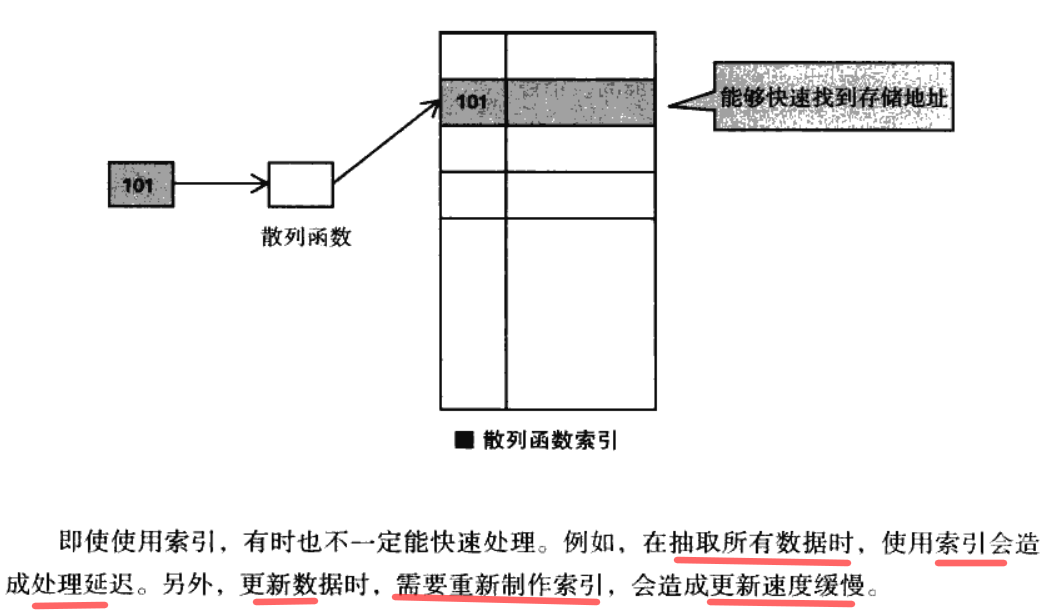 101
能够快速找到存储地址
101
散列函数
■ 散列函数索引
即使使用索引，有时也不一定能快速处理。例如，在抽取所有数据时，使用索引会造
成处理延迟。另外，更新数据时，需要重新制作索引，会造成更新速度缓慢。